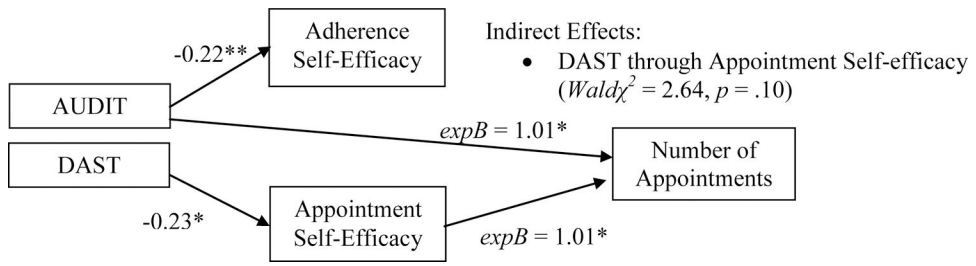 Adherence
Self-Efficacy
-0.22**
Indirect Effects:
• DAST through Appointment Self-efficacy
(Waldχ² = 2.64, p = .10)
AUDIT
expB = 1.01*
DAST
Number of
Appointments
-0.23*
Appointment
Self-Efficacy
expB = 1.01*